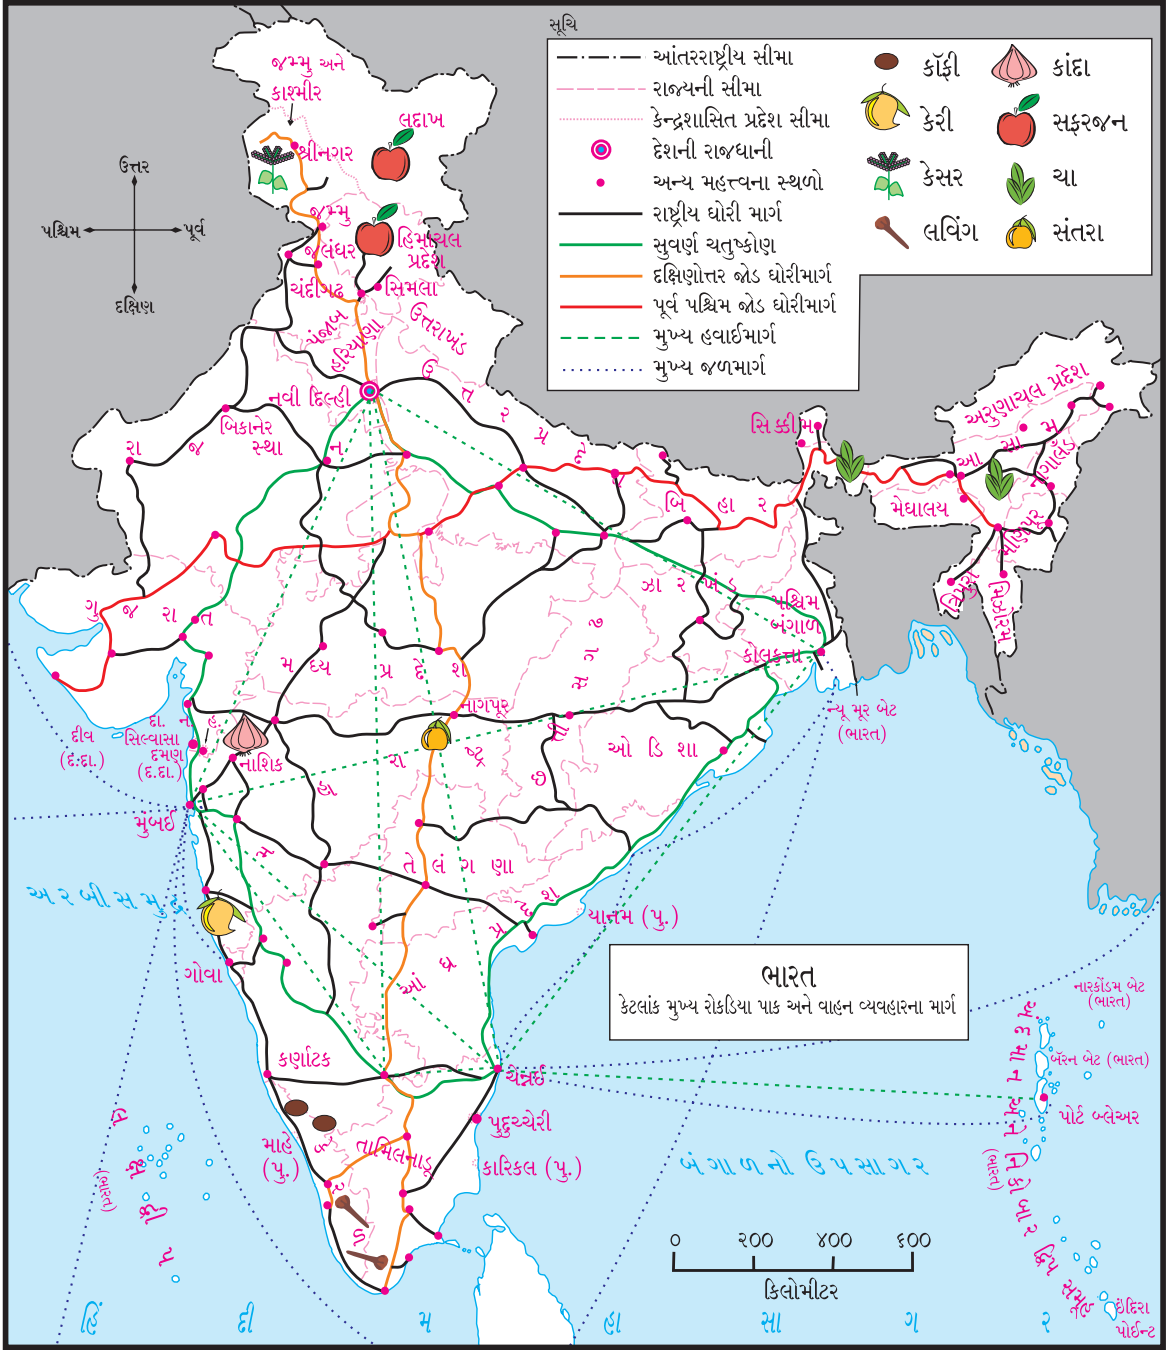 સૂચિ
આંતરરાષ્ટ્રીય સીમા
રાજ્યની સીમા
કેન્દ્રશાસિત પ્રદેશ સીમા
દેશની રાજધાની
અન્ય મહત્ત્વના સ્થળો
રાષ્ટ્રીય ધોરી માર્ગ
સુવર્ણ ચતુષ્કોણ
દક્ષિણોત્તર જોડ ધોરીમાર્ગ
પૂર્વ પશ્ચિમ જોડ ધોરીમાર્ગ
મુખ્ય હવાઈમાર્ગ
મુખ્ય જળમાર્ગ
કૉફી
કાંદા
કેરી
સફરજન
કેસર
ચા
લવિંગ
સંતરા
ઉત્તર
પશ્ચિમ
પૂર્વ
દક્ષિણ
જમ્મુ અને
કાશ્મીર
લદાખ
શ્રીનગર
જમ્મુ
હિમાચલ
પ્રદેશ
જલંધર
ચંદીગઢ
સિમલા
પંજાબ
હરિયાણા
ઉત્તરાખંડ
નવી દિલ્હી
ઉત્તર પ્રદેશ
બિકાનેર
રાજસ્થાન
સિક્કીમ
અરુણાચલ પ્રદેશ
આસામ
નાગાલેંડ
મેઘાલય
મણિપૂર
ત્રિપુરા
મિઝોરમ
બિહાર
ઝારખંડ
પશ્ચિમ
બંગાળ
કોલકત્તા
ગુજરાત
મધ્ય પ્રદેશ
છત્તીસગઢ
ઓડિશા
ન્યૂ મૂર બેટ
(ભારત)
નાગપૂર
દીવ
(દ.દા.)
દા. ન. હ.
સિલ્વાસા
દમણ
(દ.દા.)
નાશિક
મુંબઈ
મહારાષ્ટ્ર
તેલંગણા
અરબી સમુદ્ર
યાનમ (પુ.)
ગોવા
આંધ્ર પ્રદેશ
ભારત
કેટલાંક મુખ્ય રોકડિયા પાક અને વાહન વ્યવહારના માર્ગ
નારકોંડમ બેટ
(ભારત)
બૅરન બેટ (ભારત)
પોર્ટ બ્લેઅર
અંદમાન અને નિકોબાર દ્વીપ સમૂહ
(ભારત)
કર્ણાટક
ચેન્નઈ
પુદુચ્ચેરી
કારિકલ (પુ.)
માહે
(પુ.)
તામિલનાડૂ
કેરળ
લક્ષદ્વીપ
(ભારત)
બંગાળનો ઉપસાગર
૦ ૨૦૦ ૪૦૦ ૬૦૦
કિલોમીટર
ઇંદિરા
પોઈન્ટ
હિંદી મહાસાગર